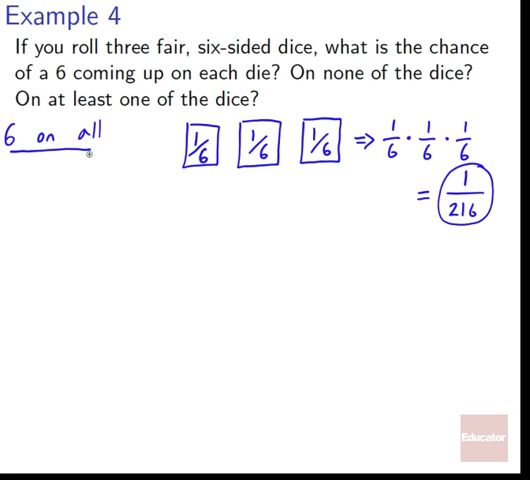 Example 4
If you roll three fair, six-sided dice, what is the chance
of a 6 coming up on each die? On none of the dice?
On at least one of the dice?
6 on all 1/6 1/6 1/6 ⇒ 1/6 · 1/6 · 1/6
= 1/216
Educator